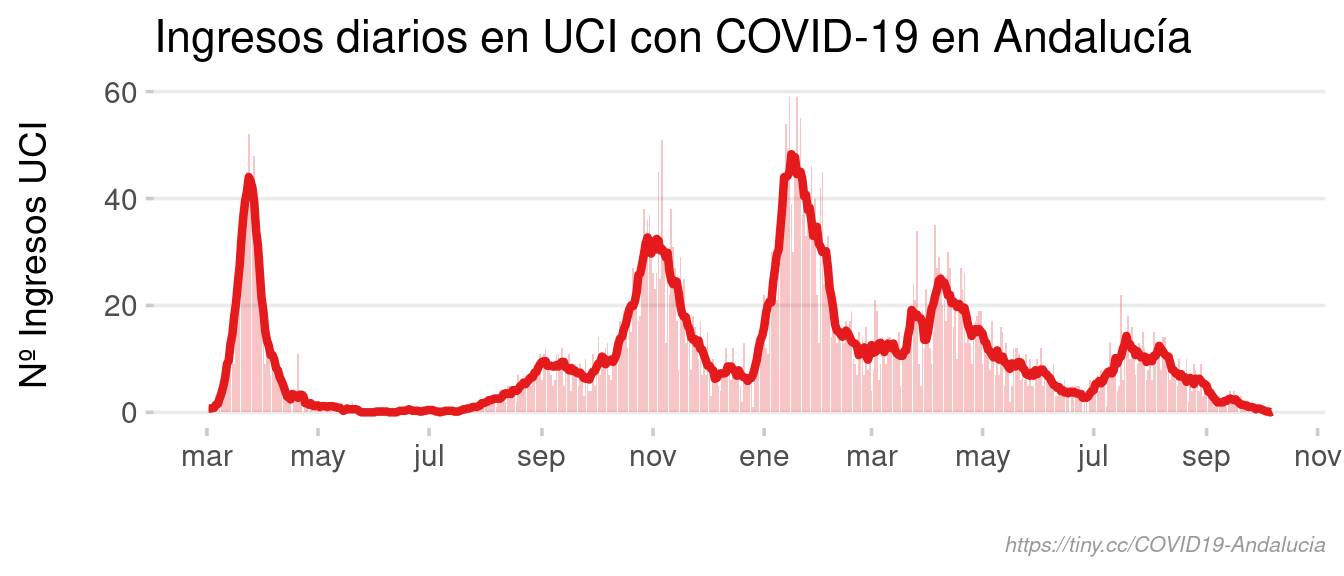 Ingresos diarios en UCI con COVID-19 en Andalucía
Nº Ingresos UCI
60
40
20
0
mar may jul sep nov ene mar may jul sep nov
https://tiny.cc/COVID19-Andalucia